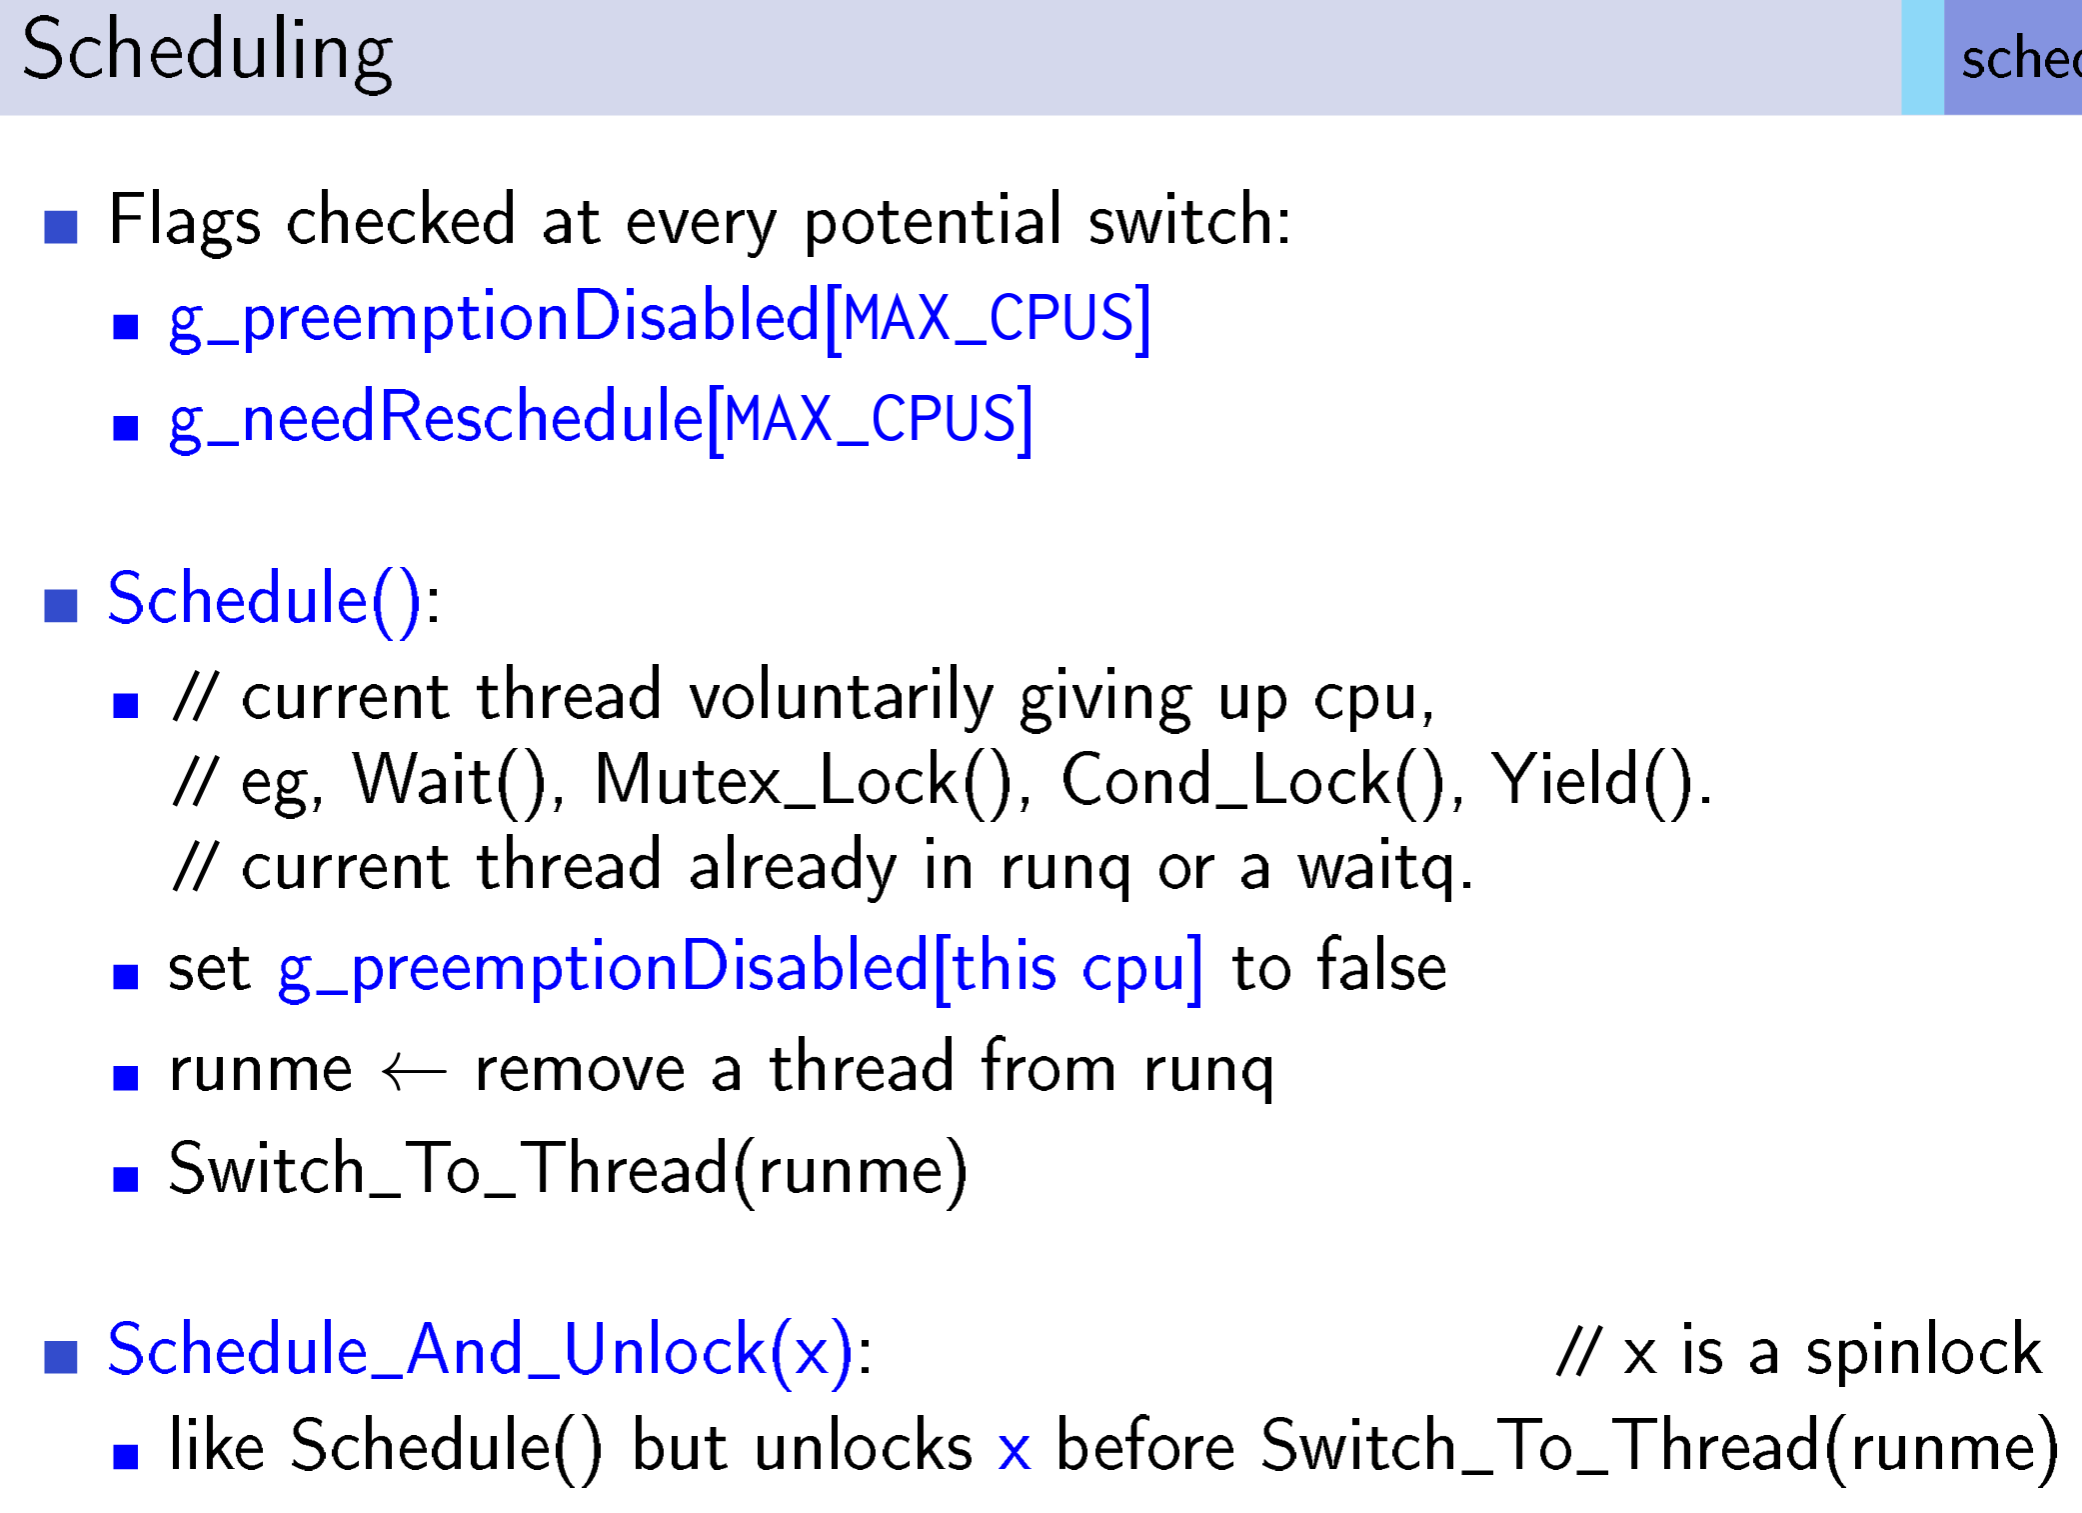 Scheduling
Flags checked at every potential switch:
g_preemptionDisabled[MAX_CPUS]
g_needReschedule[MAX_CPUS]
Schedule():
// current thread voluntarily giving up cpu,
// eg, Wait(), Mutex_Lock(), Cond_Lock(), Yield().
// current thread already in runq or a waitq.
set g_preemptionDisabled[this cpu] to false
runme ← remove a thread from runq
Switch_To_Thread(runme)
Schedule_And_Unlock(x): // x is a spinlock
like Schedule() but unlocks x before Switch_To_Thread(runme)